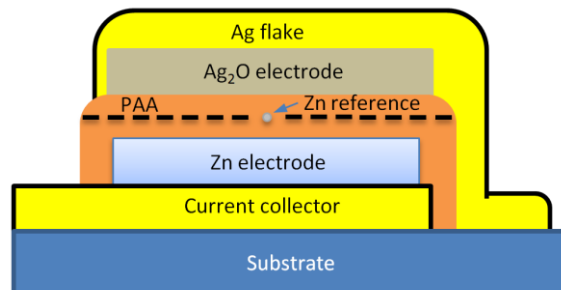 Ag flake
Ag₂O electrode
PAA
Zn reference
Zn electrode
Current collector
Substrate